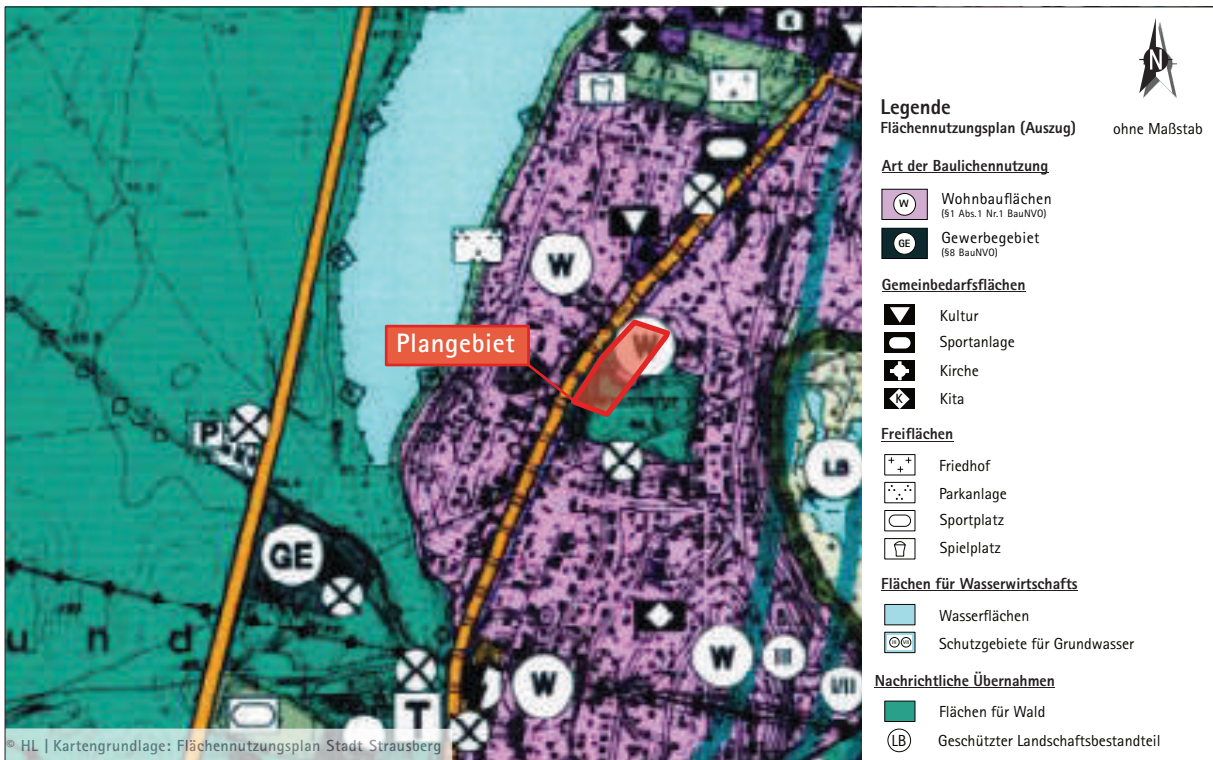 W
Plangebiet
W
LB
GE
W
W
III
VII
T
u n d
© HL | Kartengrundlage: Flächennutzungsplan Stadt Strausberg
N
Legende
Flächennutzungsplan (Auszug) ohne Maßstab
Art der Baulichennutzung
W Wohnbauflächen
(§1 Abs.1 Nr.1 BauNVO)
GE Gewerbegebiet
(§8 BauNVO)
Gemeinbedarfsflächen
Kultur
Sportanlage
Kirche
K Kita
Freiflächen
Friedhof
Parkanlage
Sportplatz
Spielplatz
Flächen für Wasserwirtschafts
Wasserflächen
Schutzgebiete für Grundwasser
Nachrichtliche Übernahmen
Flächen für Wald
LB Geschützter Landschaftsbestandteil